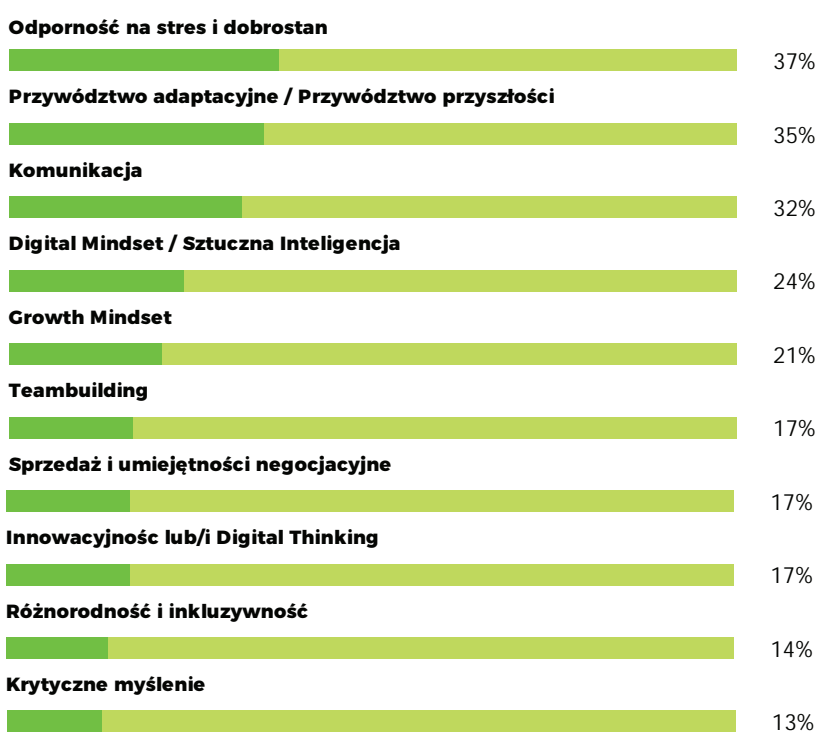 Odporność na stres i dobrostan
37%
Przywództwo adaptacyjne / Przywództwo przyszłości
35%
Komunikacja
32%
Digital Mindset / Sztuczna Inteligencja
24%
Growth Mindset
21%
Teambuilding
17%
Sprzedaż i umiejętności negocjacyjne
17%
Innowacyjnośc lub/i Digital Thinking
17%
Różnorodność i inkluzywność
14%
Krytyczne myślenie
13%